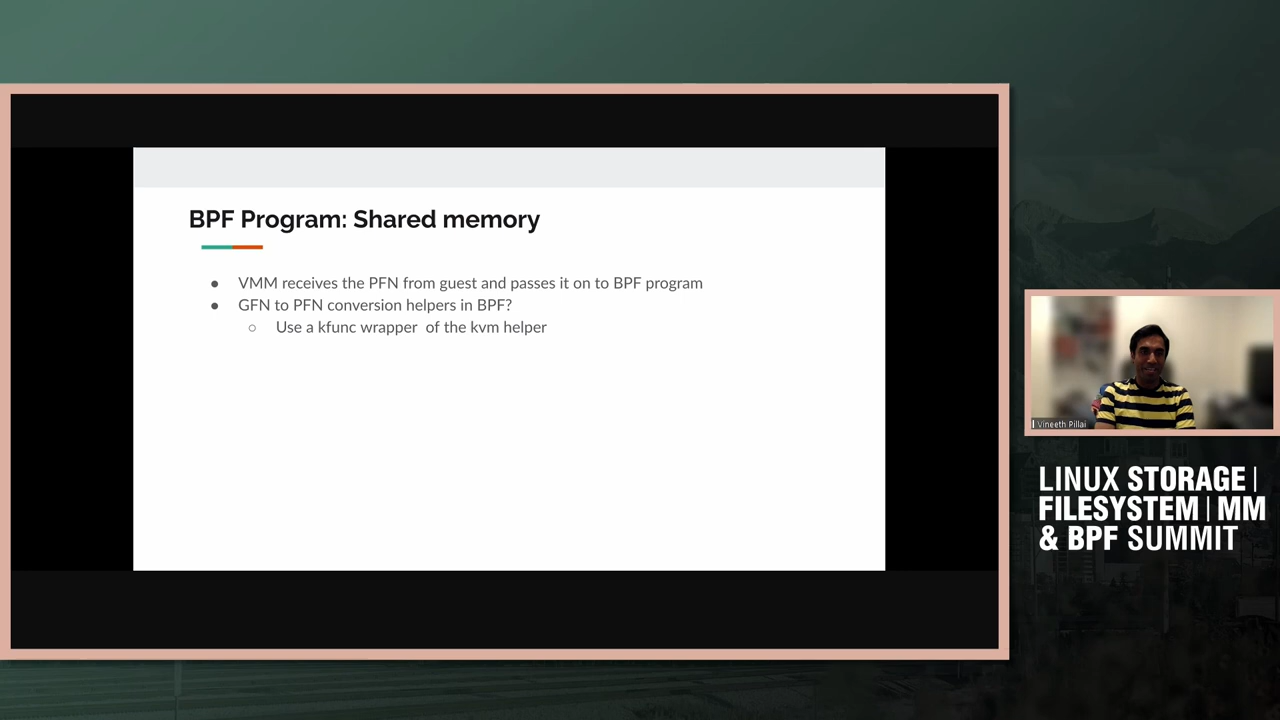 BPF Program: Shared memory
● VMM receives the PFN from guest and passes it on to BPF program
● GFN to PFN conversion helpers in BPF?
○ Use a kfunc wrapper of the kvm helper
Vineeth Pillai
LINUX STORAGE |
FILESYSTEM | MM
& BPF SUMMIT